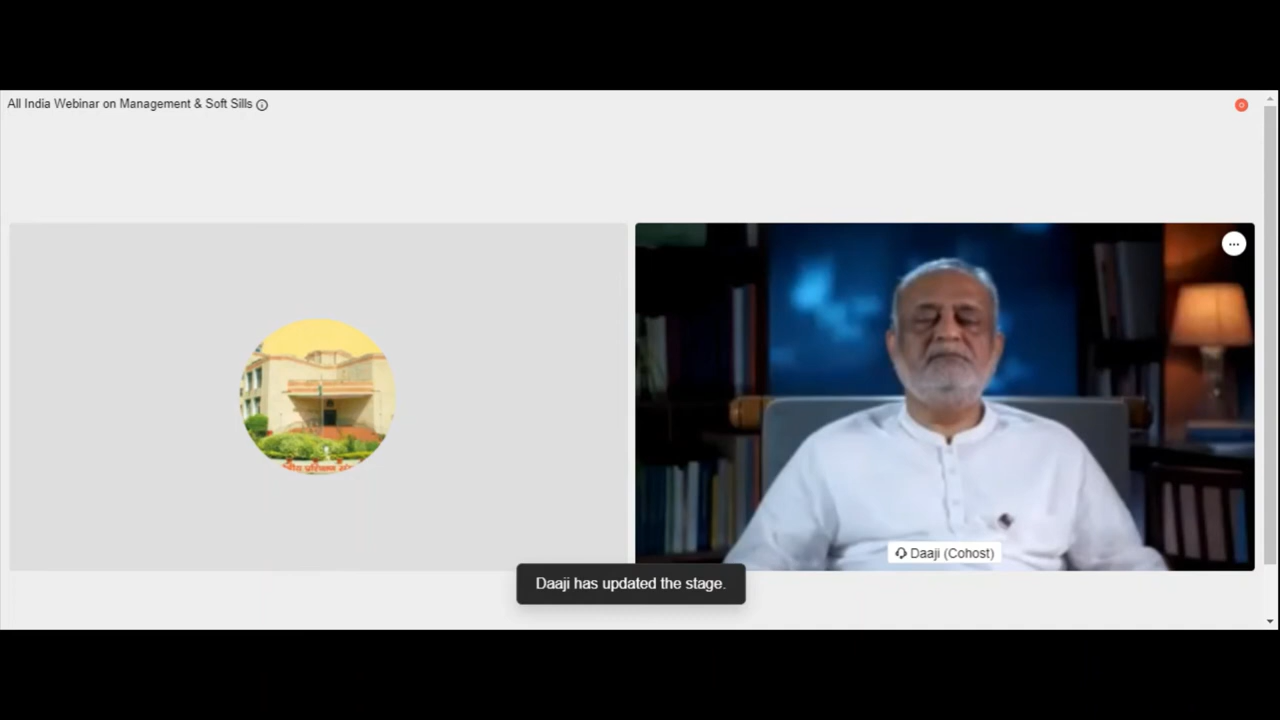 All India Webinar on Management & Soft Sills
Daaji (Cohost)
Daaji has updated the stage.